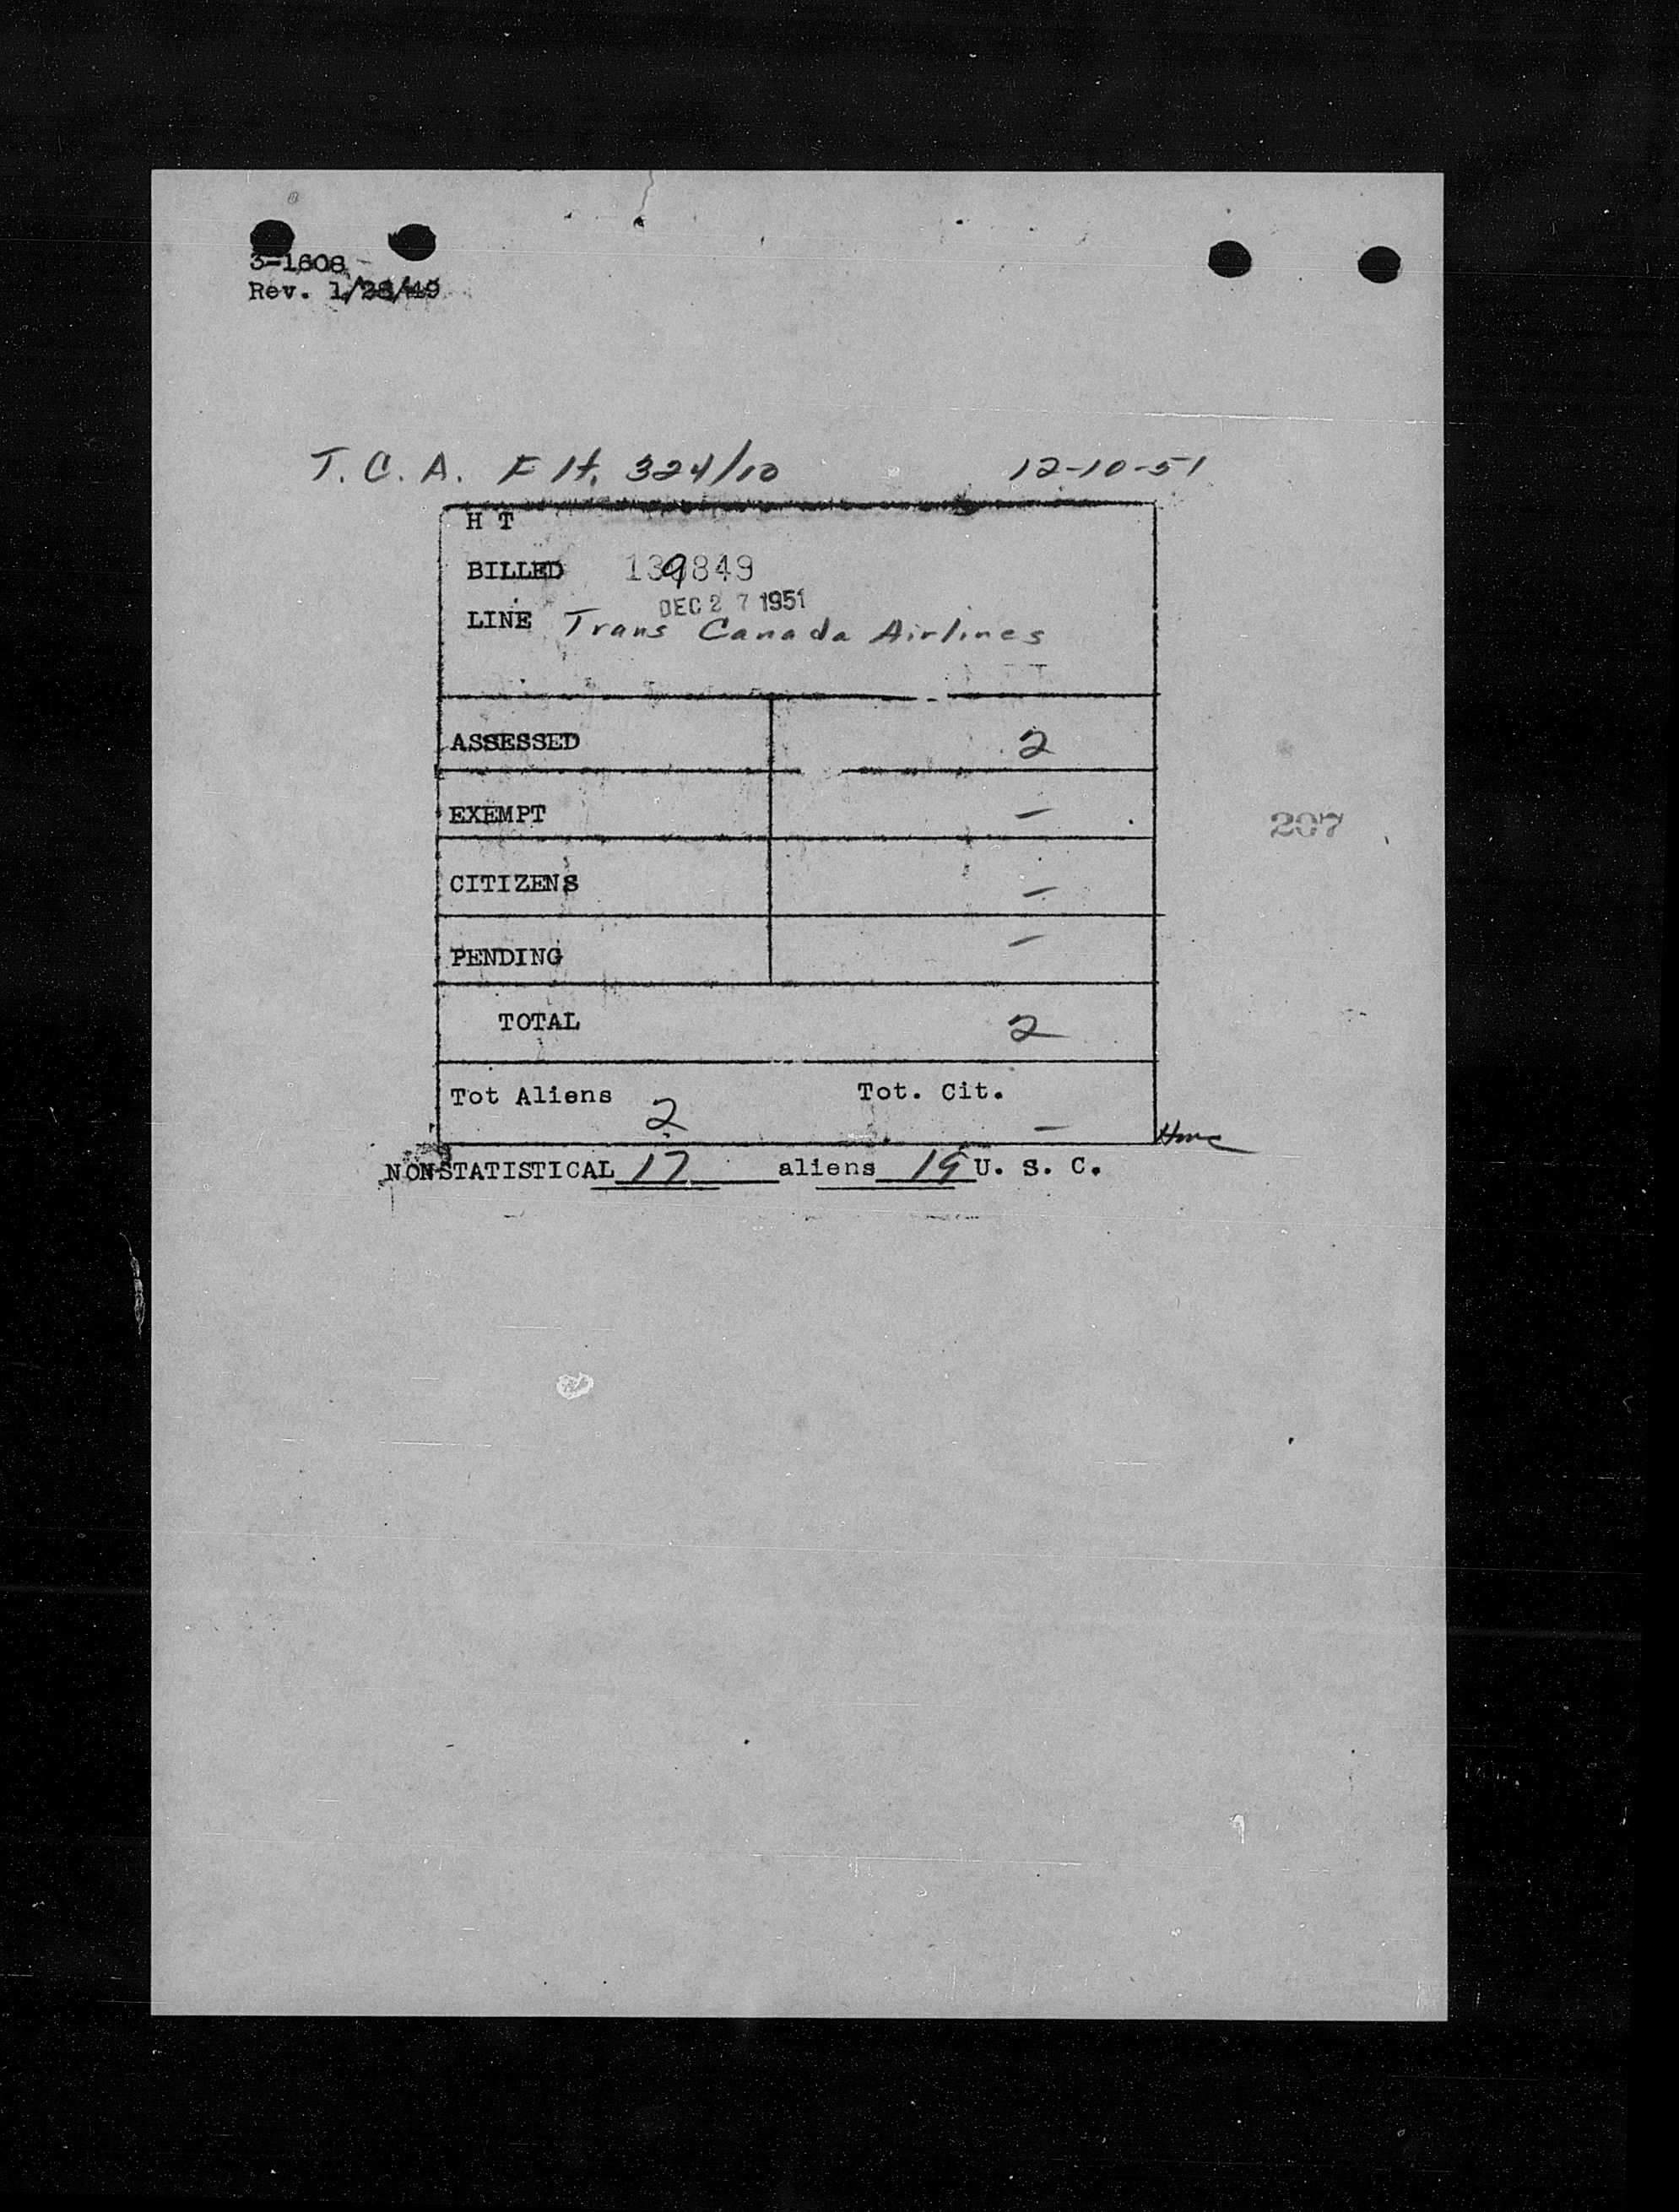 3-1608
Rev. 1/28/49
T. C. A. Flt. 324/10 12-10-51
H T
BILLED 139849
DEC 27 1951
LINE Trans Canada Airlines
ASSESSED 2
EXEMPT —
207
CITIZENS —
PENDING —
TOTAL 2
Tot Aliens 2 Tot. Cit. —
NONSTATISTICAL 17 aliens 19 U. S. C.